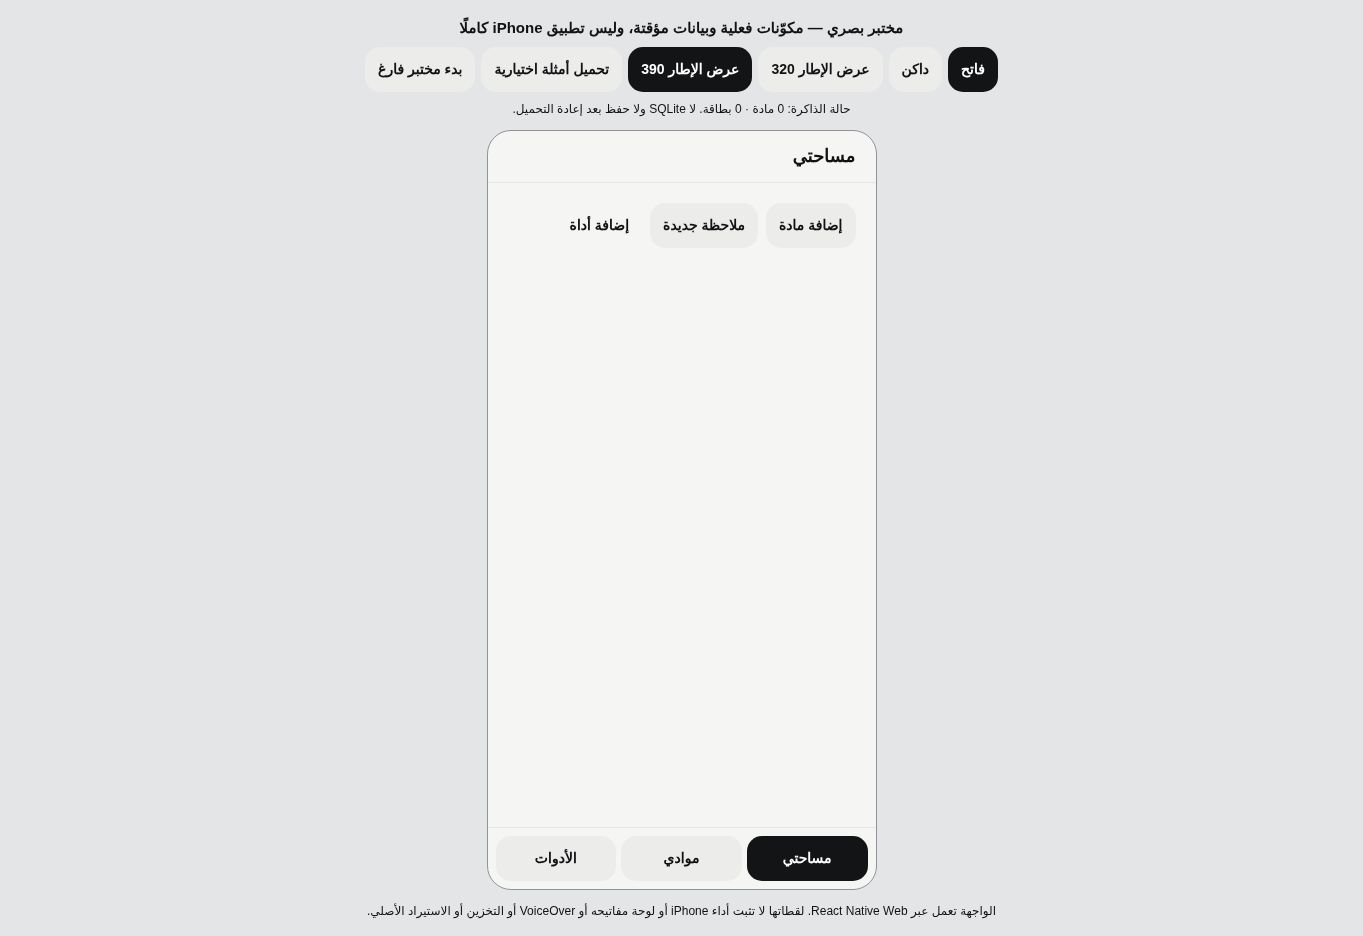 مختبر بصري — مكوّنات فعلية وبيانات مؤقتة، وليس تطبيق iPhone كاملًا
فاتح داكن عرض الإطار 320 عرض الإطار 390 تحميل أمثلة اختيارية بدء مختبر فارغ
حالة الذاكرة: 0 مادة · 0 بطاقة. لا SQLite ولا حفظ بعد إعادة التحميل.
مساحتي
إضافة مادة ملاحظة جديدة إضافة أداة
مساحتي موادي الأدوات
الواجهة تعمل عبر React Native Web. لقطاتها لا تثبت أداء iPhone أو لوحة مفاتيحه أو VoiceOver أو التخزين أو الاستيراد الأصلي.